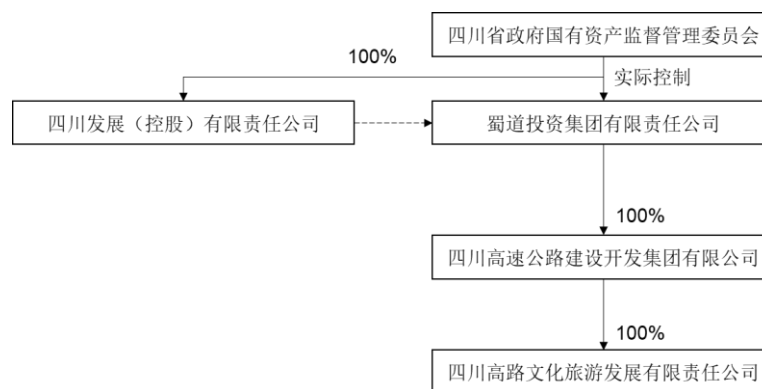 四川省政府国有资产监督管理委员会
100%
实际控制
四川发展（控股）有限责任公司
蜀道投资集团有限责任公司
100%
四川高速公路建设开发集团有限公司
100%
四川高路文化旅游发展有限责任公司